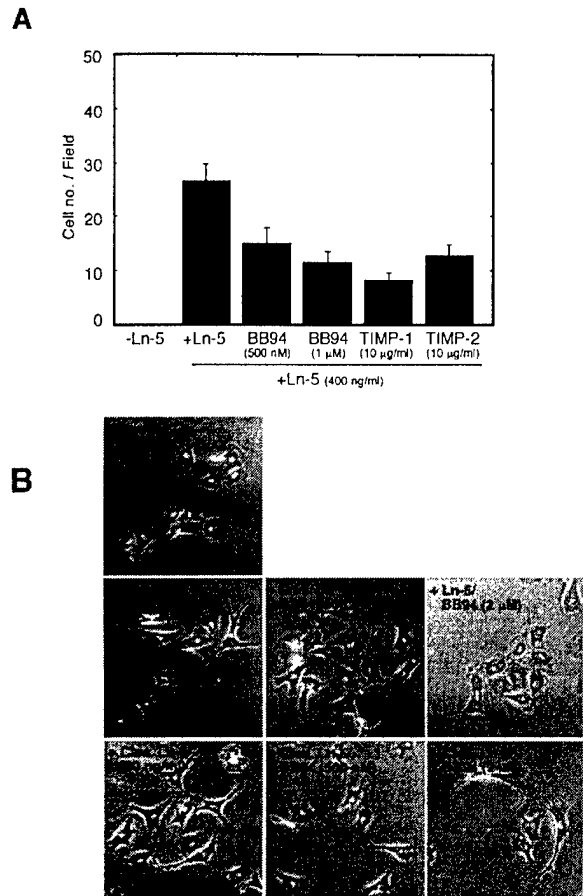 A
50
40
30
20
10
0
Cell no. / Field
-Ln-5 +Ln-5 BB94 BB94 TIMP-1 TIMP-2
(500 nM) (1 µM) (10 µg/ml) (10 µg/ml)
+Ln-5 (400 ng/ml)
B
+ Ln-5/
BB94 (2 µM)